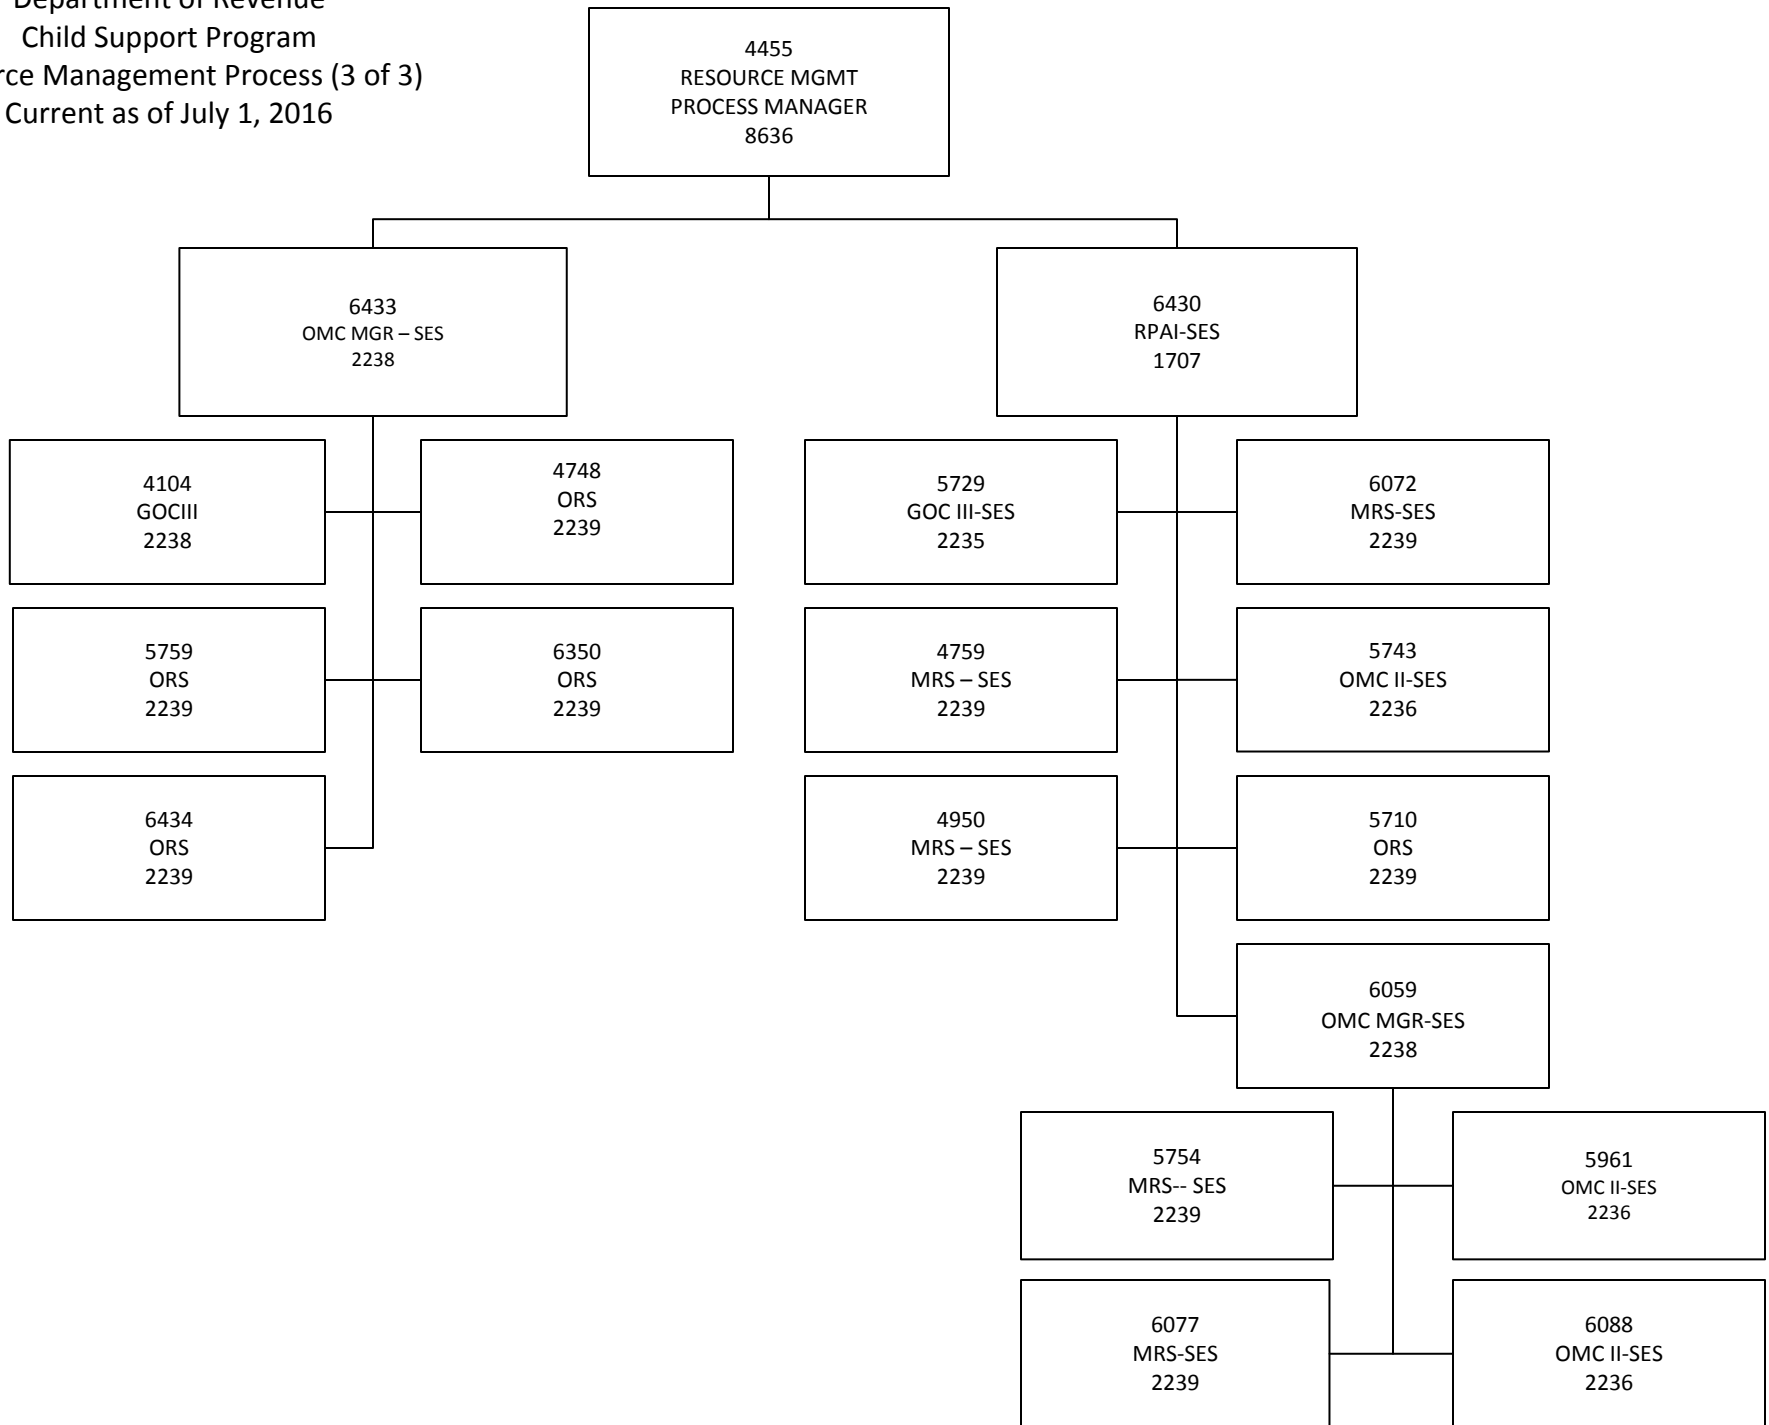 Department of Revenue
Child Support Program
rce Management Process (3 of 3)
Current as of July 1, 2016
4455
RESOURCE MGMT
PROCESS MANAGER
8636
6433
OMC MGR – SES
2238
6430
RPAI-SES
1707
4104
GOCIII
2238
4748
ORS
2239
5729
GOC III-SES
2235
6072
MRS-SES
2239
5759
ORS
2239
6350
ORS
2239
4759
MRS – SES
2239
5743
OMC II-SES
2236
6434
ORS
2239
4950
MRS – SES
2239
5710
ORS
2239
6059
OMC MGR-SES
2238
5754
MRS-- SES
2239
5961
OMC II-SES
2236
6077
MRS-SES
2239
6088
OMC II-SES
2236